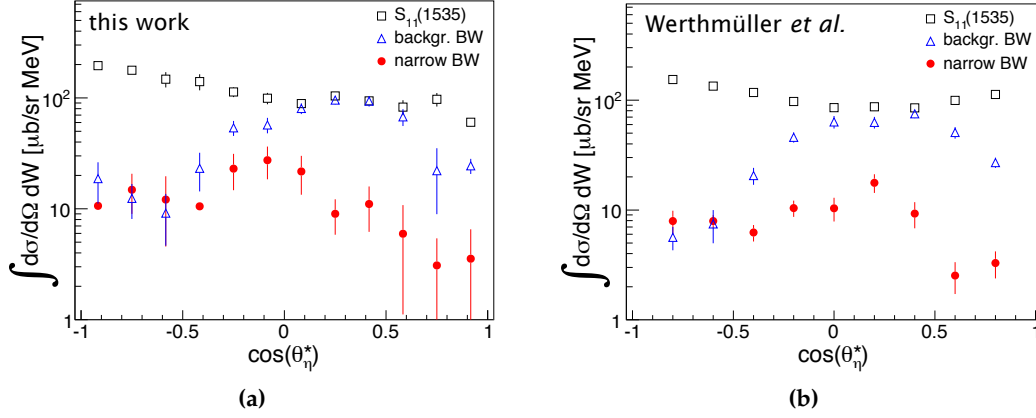 this work
S11(1535)
backgr. BW
narrow BW
∫ dσ/dΩ dW [μb/sr MeV]
10²
10
1
-1 -0.5 0 0.5 1
cos(θ*η)
(a)
Werthmüller et al.
S11(1535)
backgr. BW
narrow BW
∫ dσ/dΩ dW [μb/sr MeV]
10²
10
1
-1 -0.5 0 0.5 1
cos(θ*η)
(b)